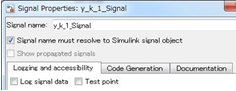 Signal Properties: y_k_1_Signal
Signal name: y_k_1_Signal
Signal name must resolve to Simulink signal object
Show propagated signals
Logging and accessibility Code Generation Documentation
Log signal data Test point